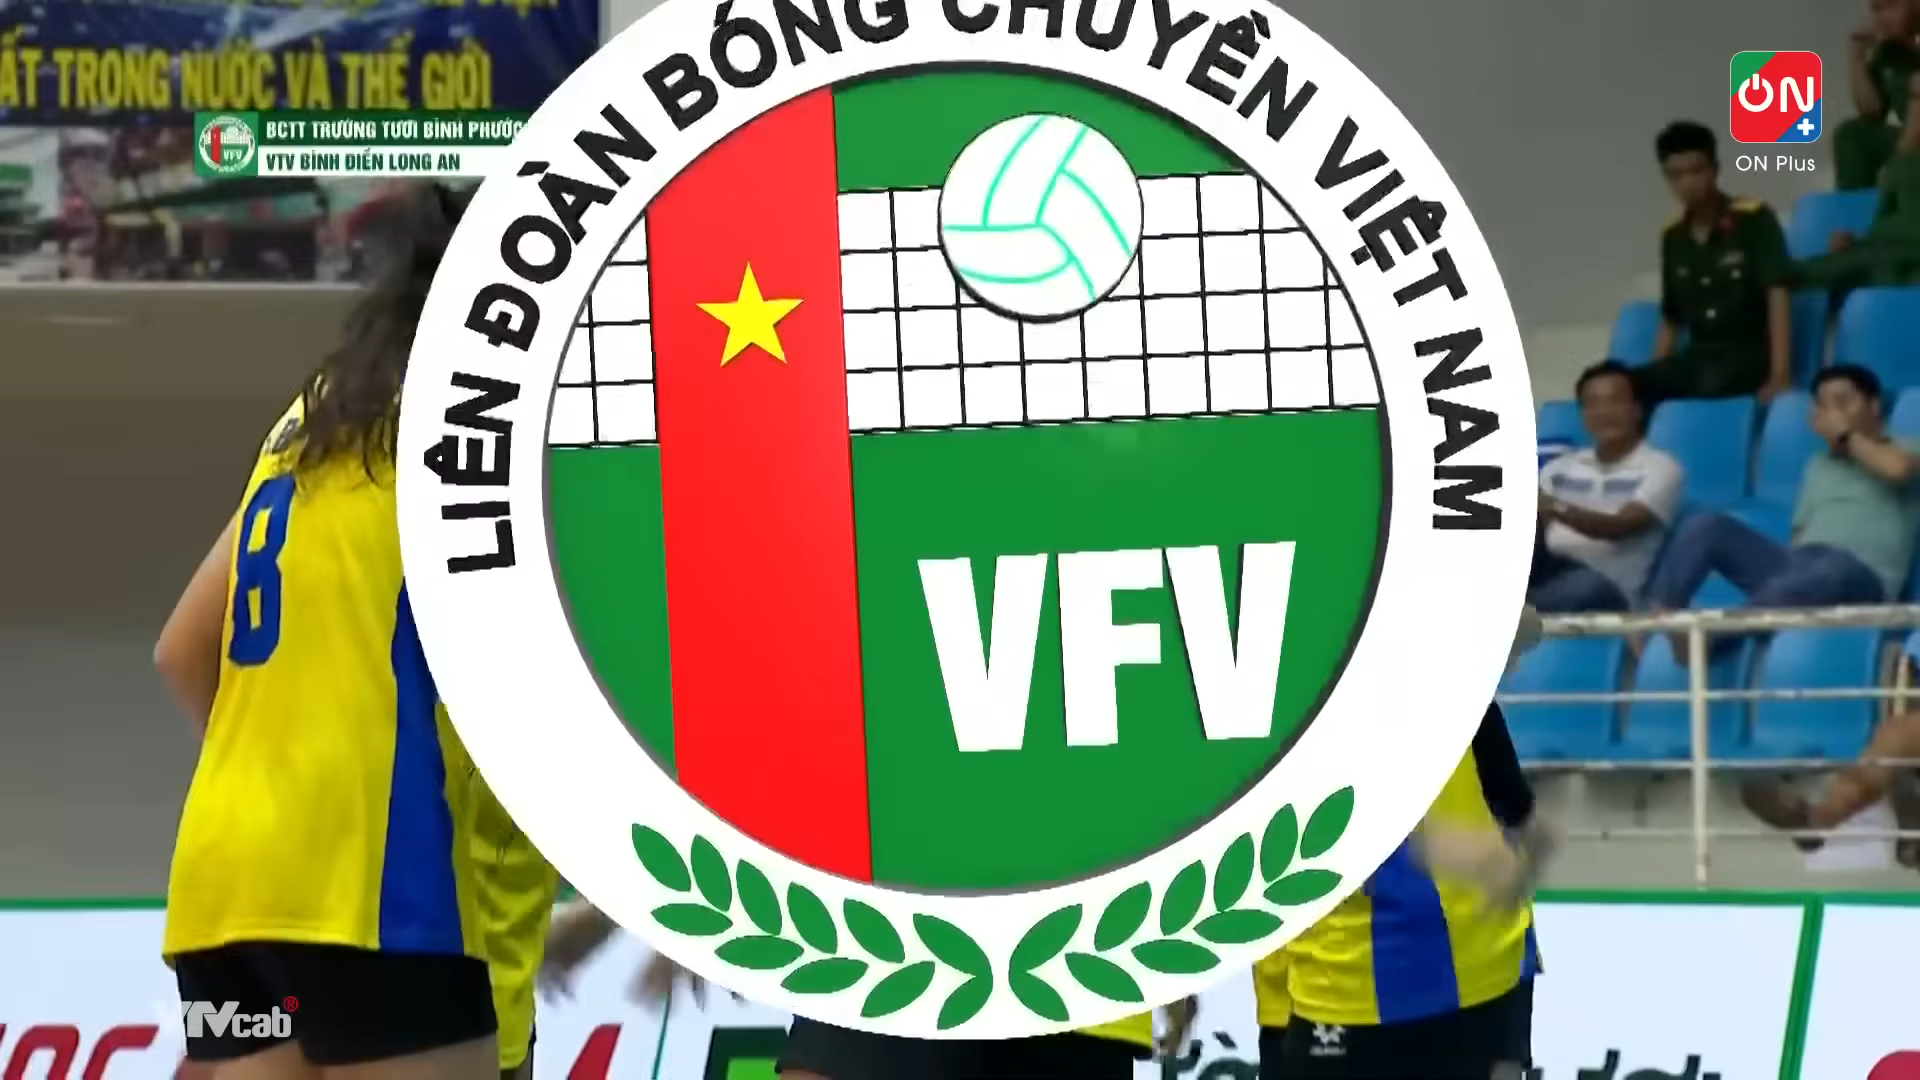 ẤT TRONG NƯỚC VÀ THẾ GIỚI
BCTT TRƯỜNG TƯƠI BÌNH PHƯỚC
VTV BÌNH ĐIỀN LONG AN
VFV
LIÊN ĐOÀN BÓNG CHUYỀN VIỆT NAM
VFV
ON
ON Plus
8
VTVcab®